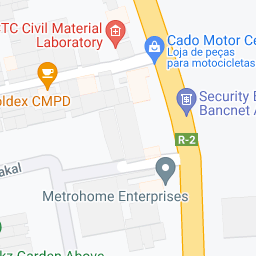 TC Civil Material
Laboratory
Cado Motor Ce
Loja de peças
para motocicletas
oldex CMPD
Security B
Bancnet A
R-2
akal
Metrohome Enterprises
kz Garden Above